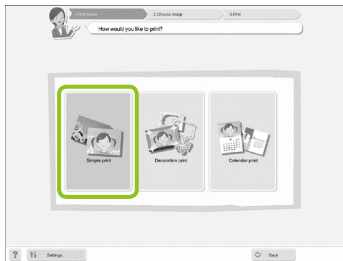 1 Print menu
2 Choose image
3 Print
How would you like to print?
Simple print
Decoration print
Calendar print
?
Settings...
Back